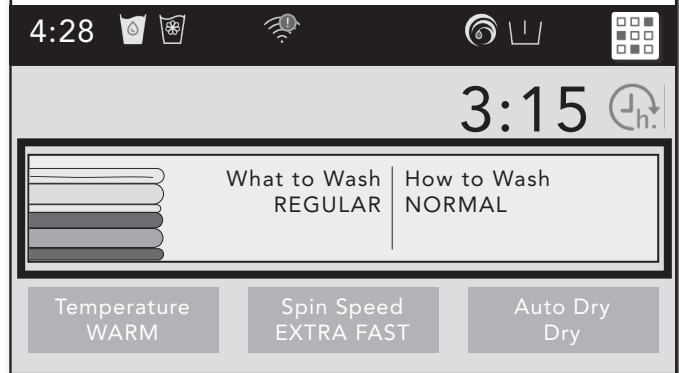 4:28
3:15 h.
What to Wash How to Wash
REGULAR NORMAL
Temperature Spin Speed Auto Dry
WARM EXTRA FAST Dry